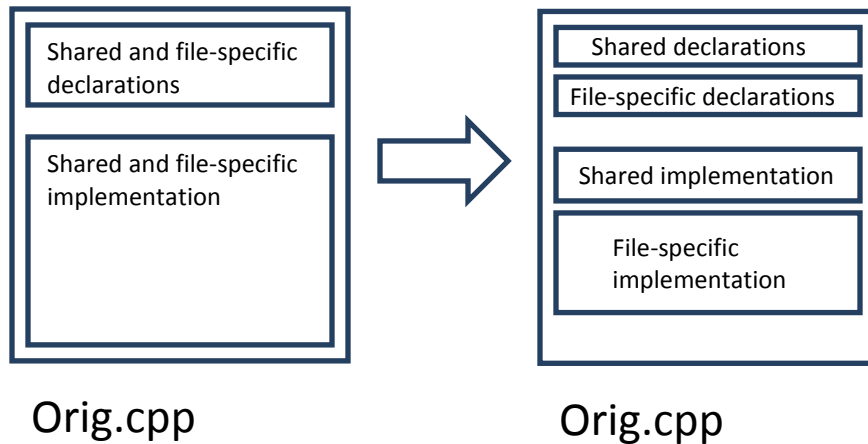 Shared and file-specific
declarations
Shared and file-specific
implementation
Orig.cpp
Shared declarations
File-specific declarations
Shared implementation
File-specific
implementation
Orig.cpp